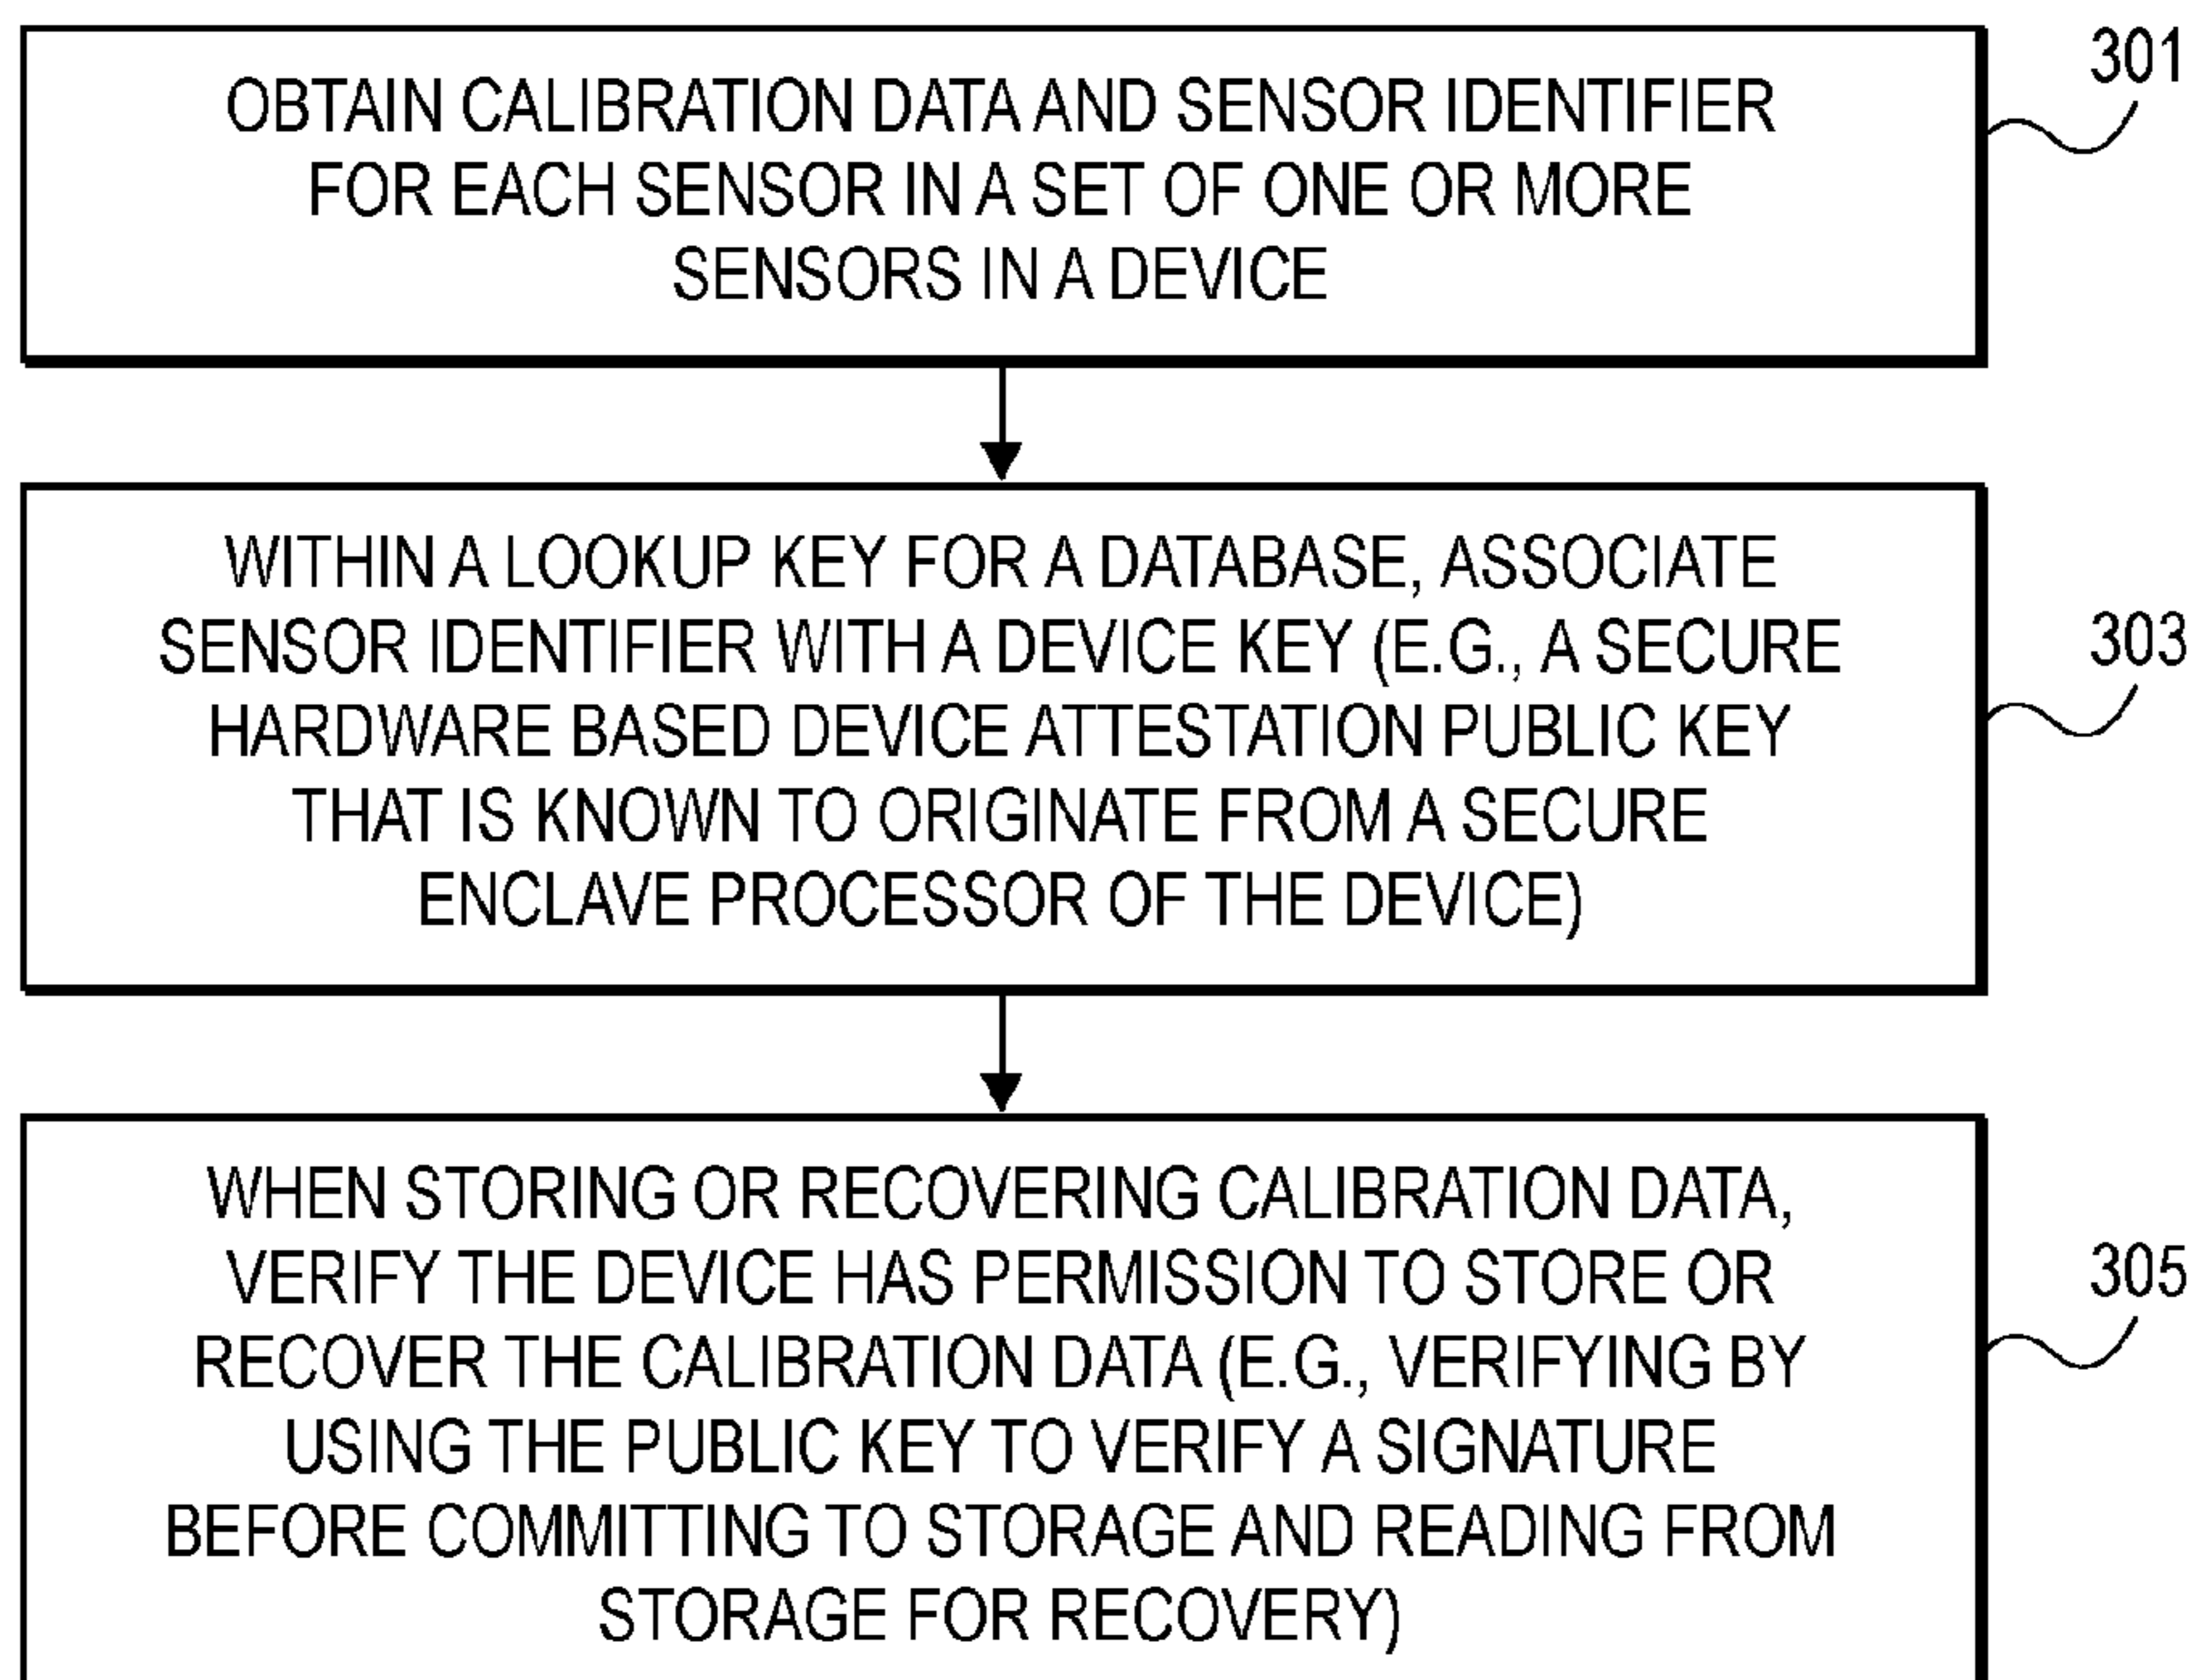 OBTAIN CALIBRATION DATA AND SENSOR IDENTIFIER
FOR EACH SENSOR IN A SET OF ONE OR MORE
SENSORS IN A DEVICE
301
WITHIN A LOOKUP KEY FOR A DATABASE, ASSOCIATE
SENSOR IDENTIFIER WITH A DEVICE KEY (E.G., A SECURE
HARDWARE BASED DEVICE ATTESTATION PUBLIC KEY
THAT IS KNOWN TO ORIGINATE FROM A SECURE
ENCLAVE PROCESSOR OF THE DEVICE)
303
WHEN STORING OR RECOVERING CALIBRATION DATA,
VERIFY THE DEVICE HAS PERMISSION TO STORE OR
RECOVER THE CALIBRATION DATA (E.G., VERIFYING BY
USING THE PUBLIC KEY TO VERIFY A SIGNATURE
BEFORE COMMITTING TO STORAGE AND READING FROM
STORAGE FOR RECOVERY)
305